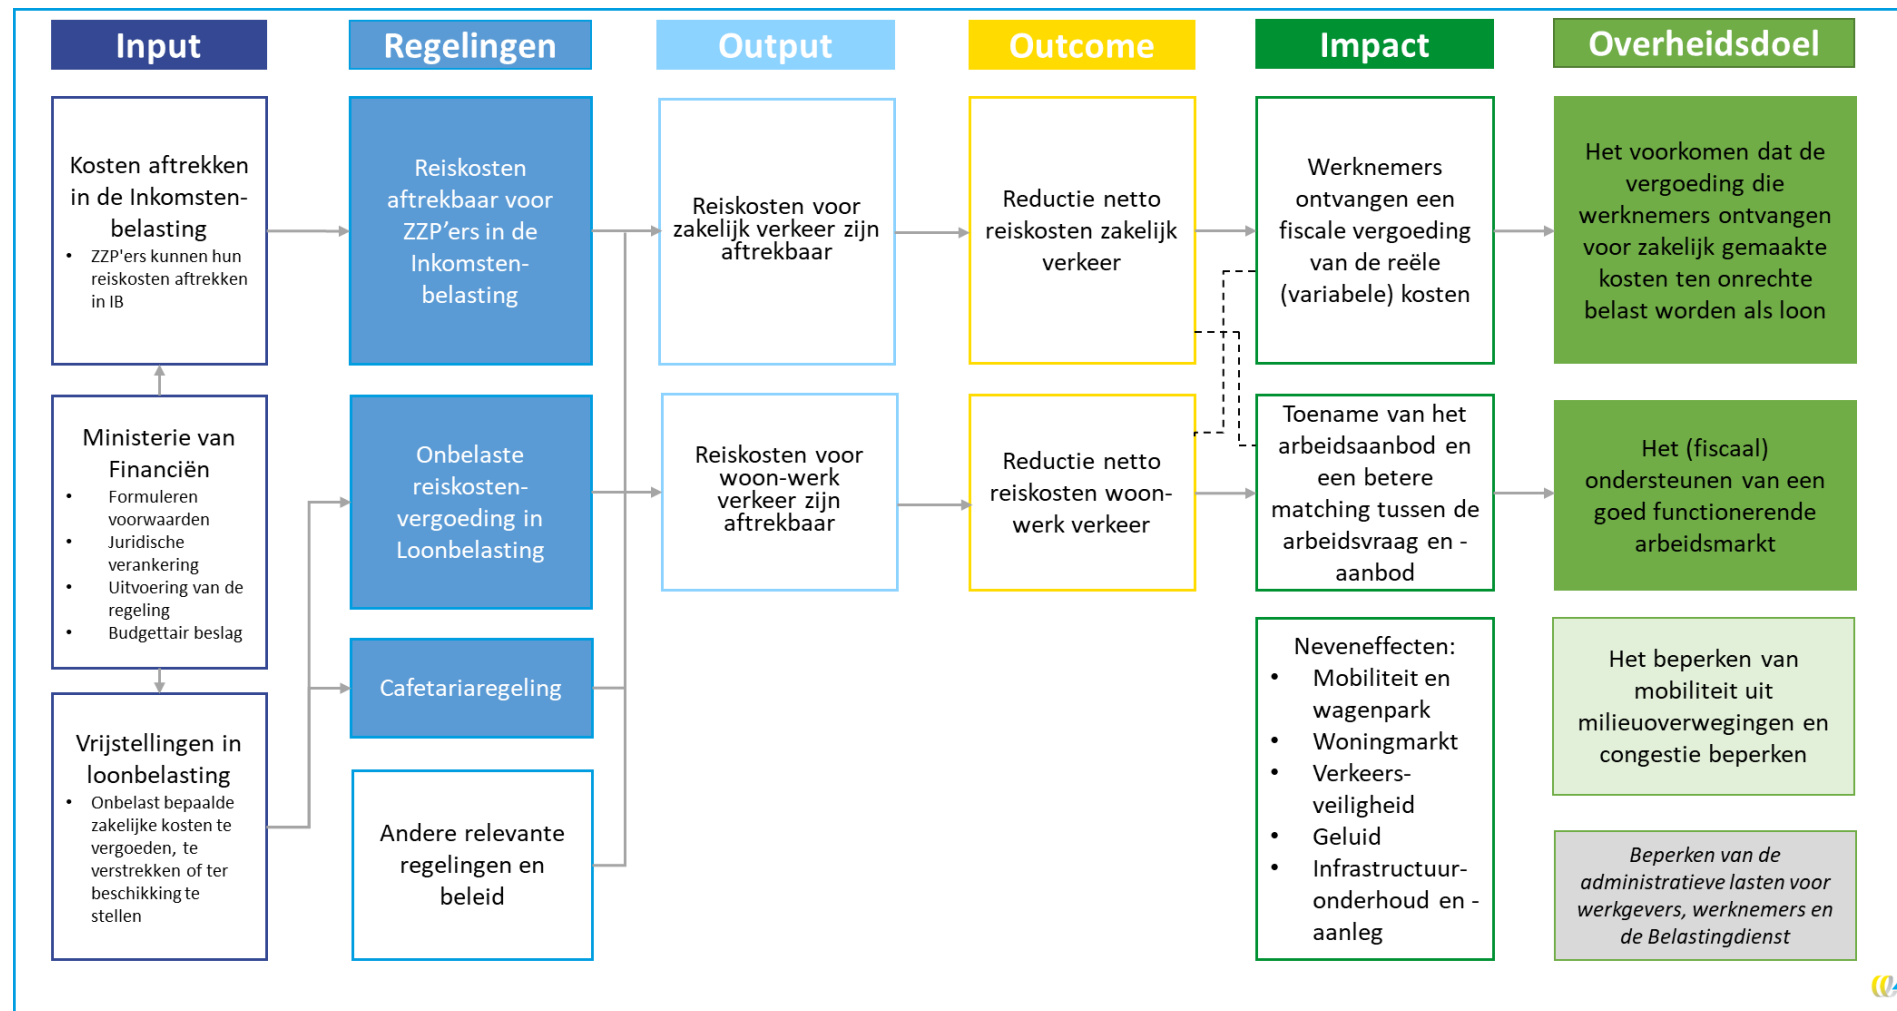 Input
Regelingen
Output
Outcome
Impact
Overheidsdoel
Kosten aftrekken
in de Inkomsten-
belasting
• ZZP'ers kunnen hun
reiskosten aftrekken
in IB
Ministerie van
Financiën
• Formuleren
voorwaarden
• Juridische
verankering
• Uitvoering van de
regeling
• Budgettair beslag
Vrijstellingen in
loonbelasting
• Onbelast bepaalde
zakelijke kosten te
vergoeden, te
verstrekken of ter
beschikking te
stellen
Reiskosten
aftrekbaar voor
ZZP’ers in de
Inkomsten-
belasting
Onbelaste
reiskosten-
vergoeding in
Loonbelasting
Cafetariaregeling
Andere relevante
regelingen en
beleid
Reiskosten voor
zakelijk verkeer zijn
aftrekbaar
Reiskosten voor
woon-werk
verkeer zijn
aftrekbaar
Reductie netto
reiskosten zakelijk
verkeer
Reductie netto
reiskosten woon-
werk verkeer
Werknemers
ontvangen een
fiscale vergoeding
van de reële
(variabele) kosten
Toename van het
arbeidsaanbod en
een betere
matching tussen de
arbeidsvraag en -
aanbod
Neveneffecten:
• Mobiliteit en
wagenpark
• Woningmarkt
• Verkeers-
veiligheid
• Geluid
• Infrastructuur-
onderhoud en -
aanleg
Het voorkomen dat de
vergoeding die
werknemers ontvangen
voor zakelijk gemaakte
kosten ten onrechte
belast worden als loon
Het (fiscaal)
ondersteunen van een
goed functionerende
arbeidsmarkt
Het beperken van
mobiliteit uit
milieuoverwegingen en
congestie beperken
Beperken van de
administratieve lasten voor
werkgevers, werknemers en
de Belastingdienst